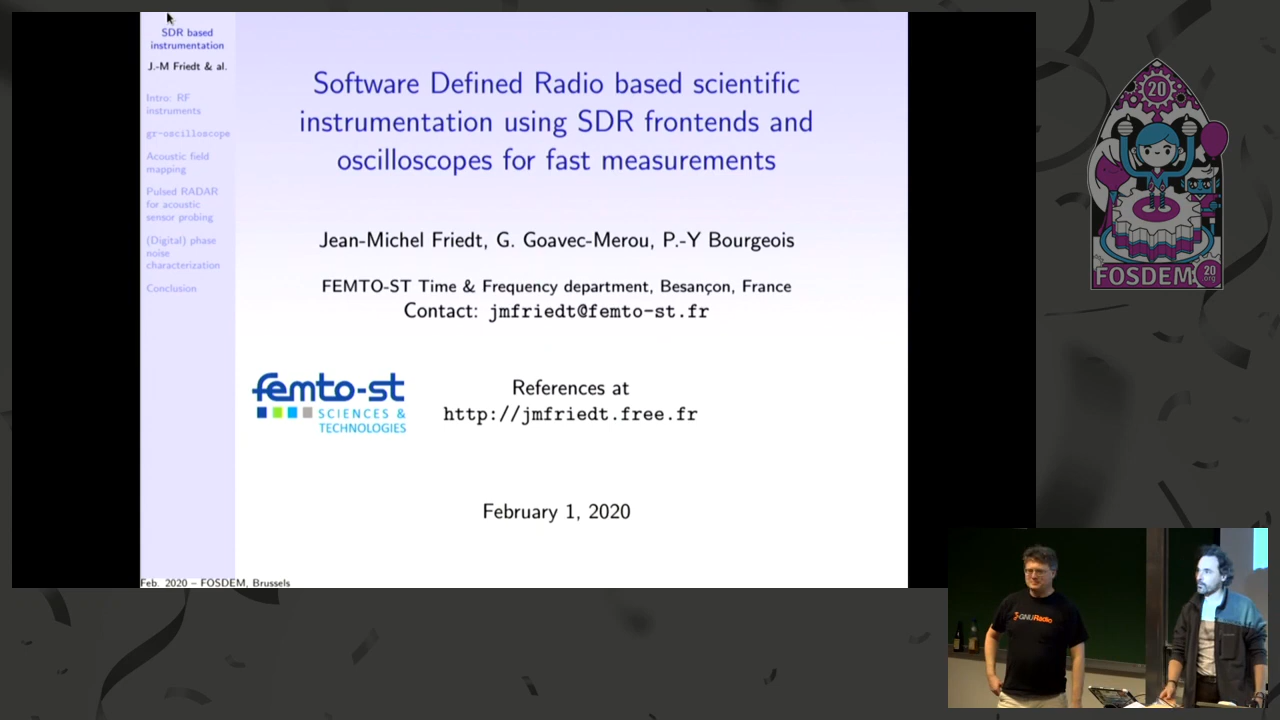 SDR based
instrumentation
J.-M Friedt & al.
Intro: RF
instruments
gr-oscilloscope
Acoustic field
mapping
Pulsed RADAR
for acoustic
sensor probing
(Digital) phase
noise
characterization
Conclusion
Software Defined Radio based scientific
instrumentation using SDR frontends and
oscilloscopes for fast measurements
Jean-Michel Friedt, G. Goavec-Merou, P.-Y Bourgeois
FEMTO-ST Time & Frequency department, Besançon, France
Contact: jmfriedt@femto-st.fr
femto-st
SCIENCES &
TECHNOLOGIES
References at
http://jmfriedt.free.fr
February 1, 2020
Feb. 2020 – FOSDEM, Brussels
20
FOSDEM
20
.org
GNURadio